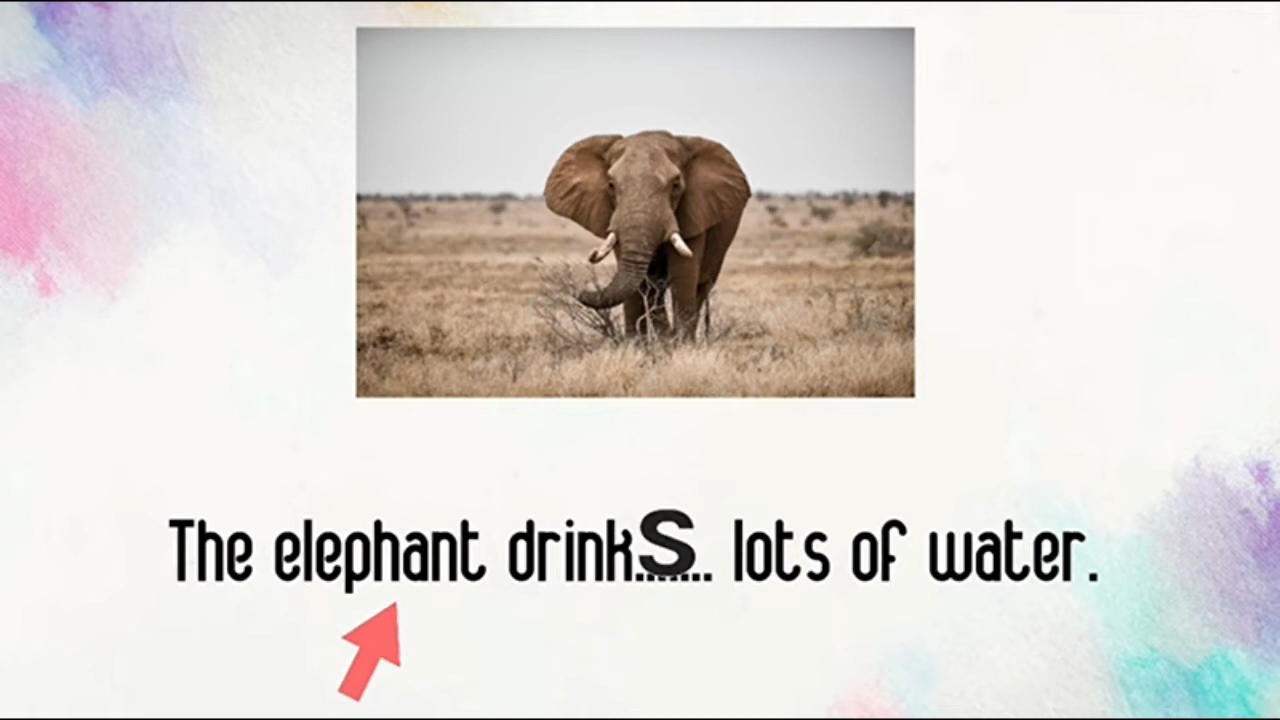 The elephant drinks....... lots of water.